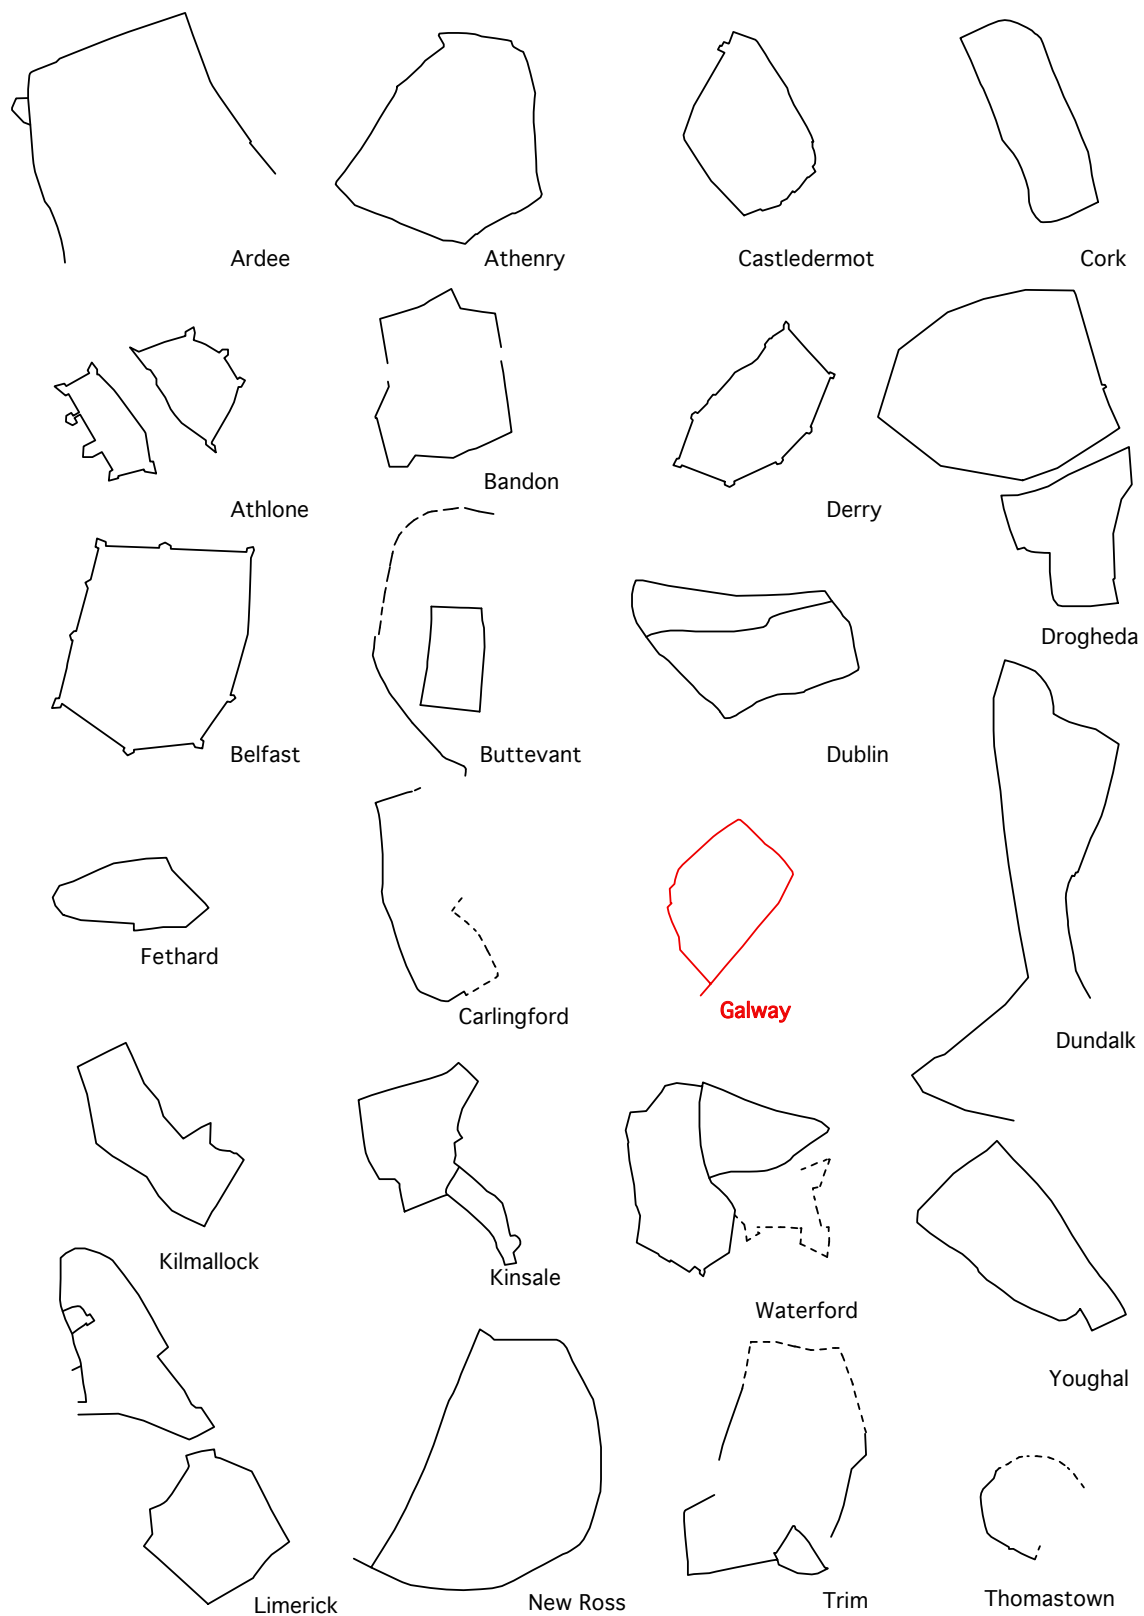 Ardee
Athenry
Castledermot
Cork
Athlone
Bandon
Derry
Drogheda
Belfast
Buttevant
Dublin
Fethard
Carlingford
Galway
Dundalk
Kilmallock
Kinsale
Waterford
Youghal
Limerick
New Ross
Trim
Thomastown